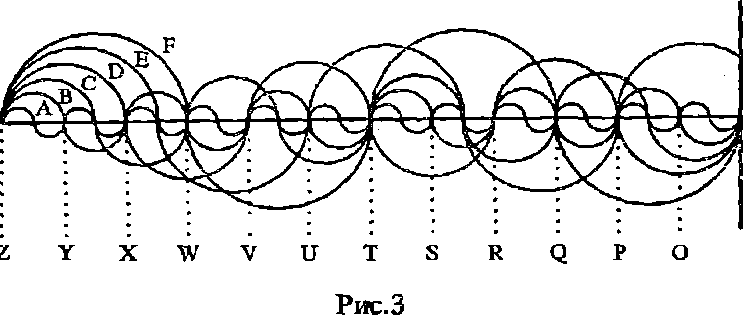 A B C D E F
Z Y X W V U T S R Q P O
Рис.3